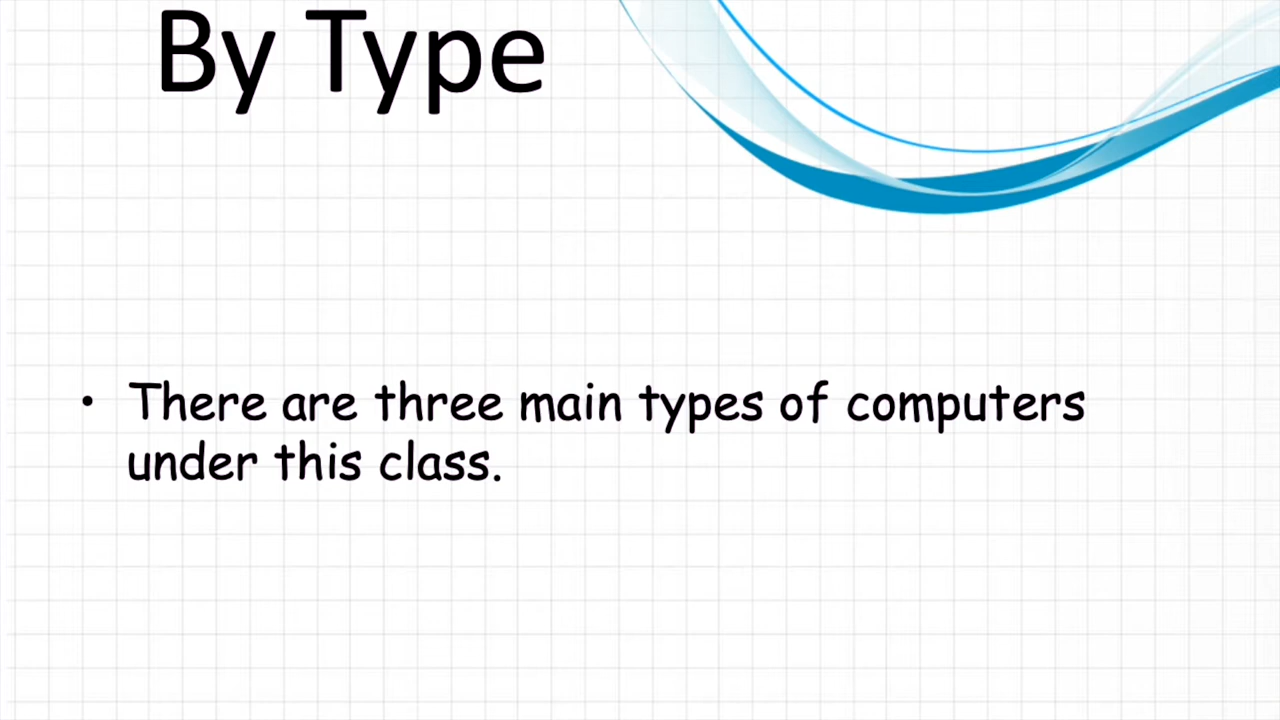 By Type
• There are three main types of computers
under this class.